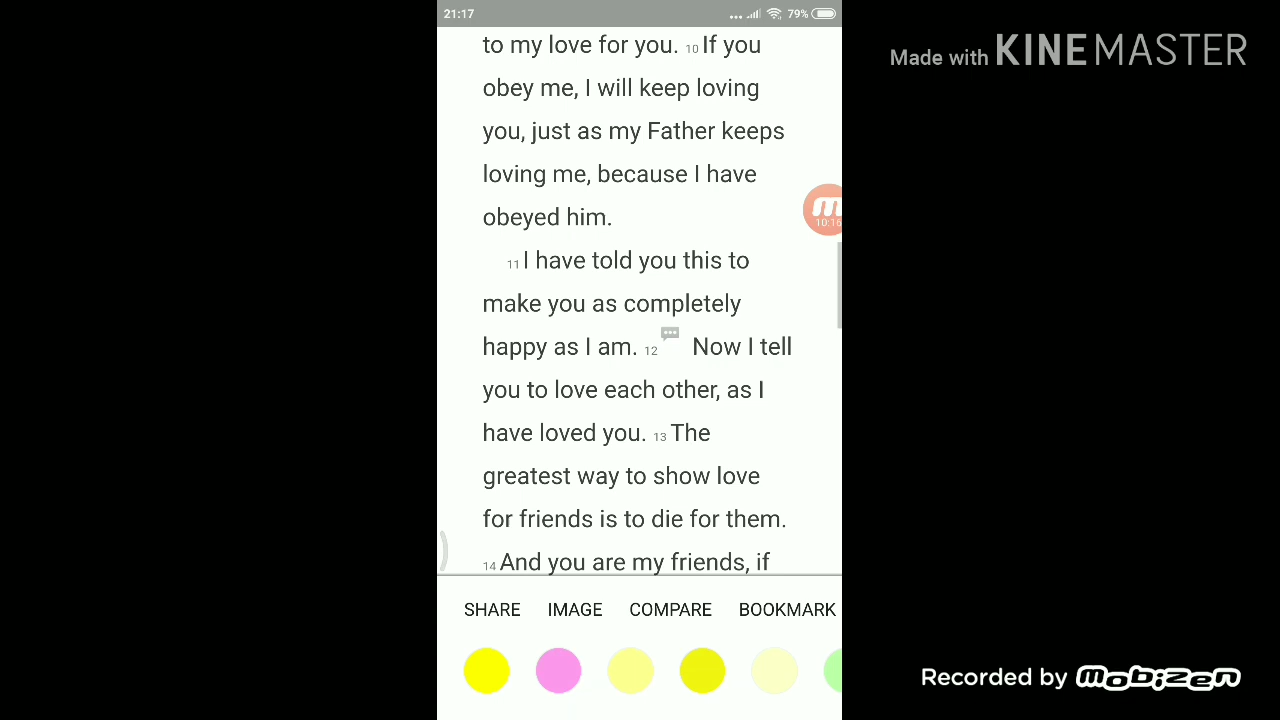 21:17
79%
Made with KINEMASTER
to my love for you. 10 If you
obey me, I will keep loving
you, just as my Father keeps
loving me, because I have
obeyed him.
10:16
11 I have told you this to
make you as completely
happy as I am. 12 Now I tell
you to love each other, as I
have loved you. 13 The
greatest way to show love
for friends is to die for them.
14 And you are my friends, if
SHARE IMAGE COMPARE BOOKMARK
Recorded by mobizen